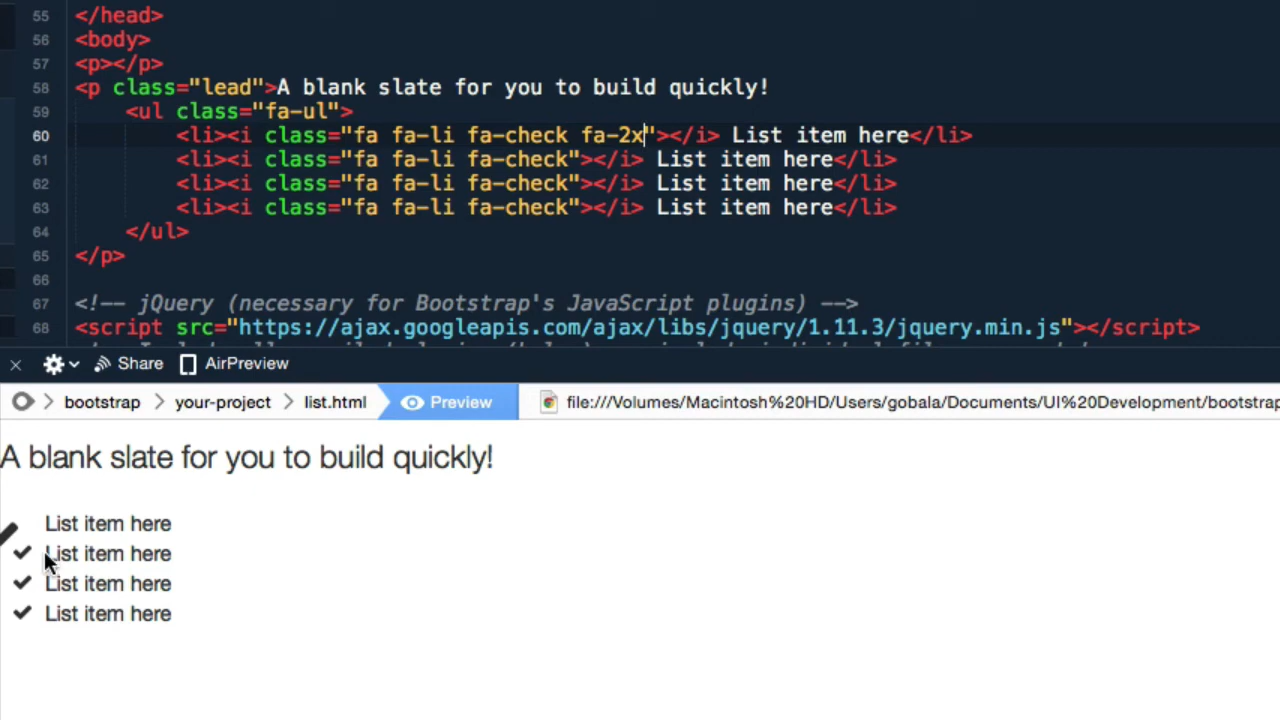 55 </head>
56 <body>
57 <p></p>
58 <p class="lead">A blank slate for you to build quickly!
59 <ul class="fa-ul">
60 <li><i class="fa fa-li fa-check fa-2x"></i> List item here</li>
61 <li><i class="fa fa-li fa-check"></i> List item here</li>
62 <li><i class="fa fa-li fa-check"></i> List item here</li>
63 <li><i class="fa fa-li fa-check"></i> List item here</li>
64 </ul>
65 </p>
66
67 <!-- jQuery (necessary for Bootstrap's JavaScript plugins) -->
68 <script src="https://ajax.googleapis.com/ajax/libs/jquery/1.11.3/jquery.min.js"></script>
Share AirPreview
bootstrap your-project list.html Preview file:///Volumes/Macintosh%20HD/Users/gobala/Documents/UI%20Development/bootstrap
A blank slate for you to build quickly!
List item here
List item here
List item here
List item here